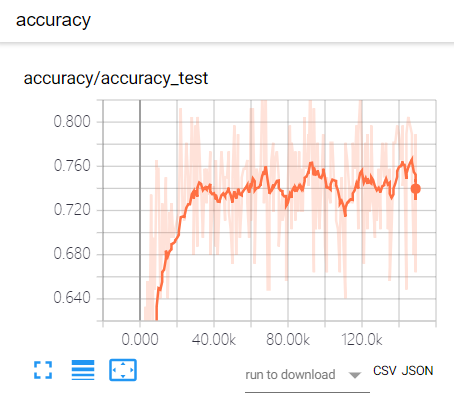 accuracy
accuracy/accuracy_test
0.800
0.760
0.720
0.680
0.640
0.000 40.00k 80.00k 120.0k
run to download CSV JSON